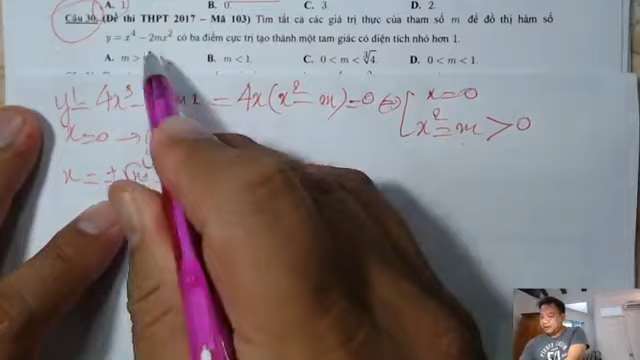 A. 1. B. 0. C. 3. D. 2.
Câu 30. (Đề thi THPT 2017 – Mã 103) Tìm tất cả các giá trị thực của tham số m để đồ thị hàm số
y = x⁴ – 2mx² có ba điểm cực trị tạo thành một tam giác có diện tích nhỏ hơn 1.
A. m > B. m < 1. C. 0 < m < ∛4. D. 0 < m < 1.
y' = 4x³ – = 4x(x² – m) = 0 ⇔ [ x = 0
x² = m > 0
x = 0 →
x = ±